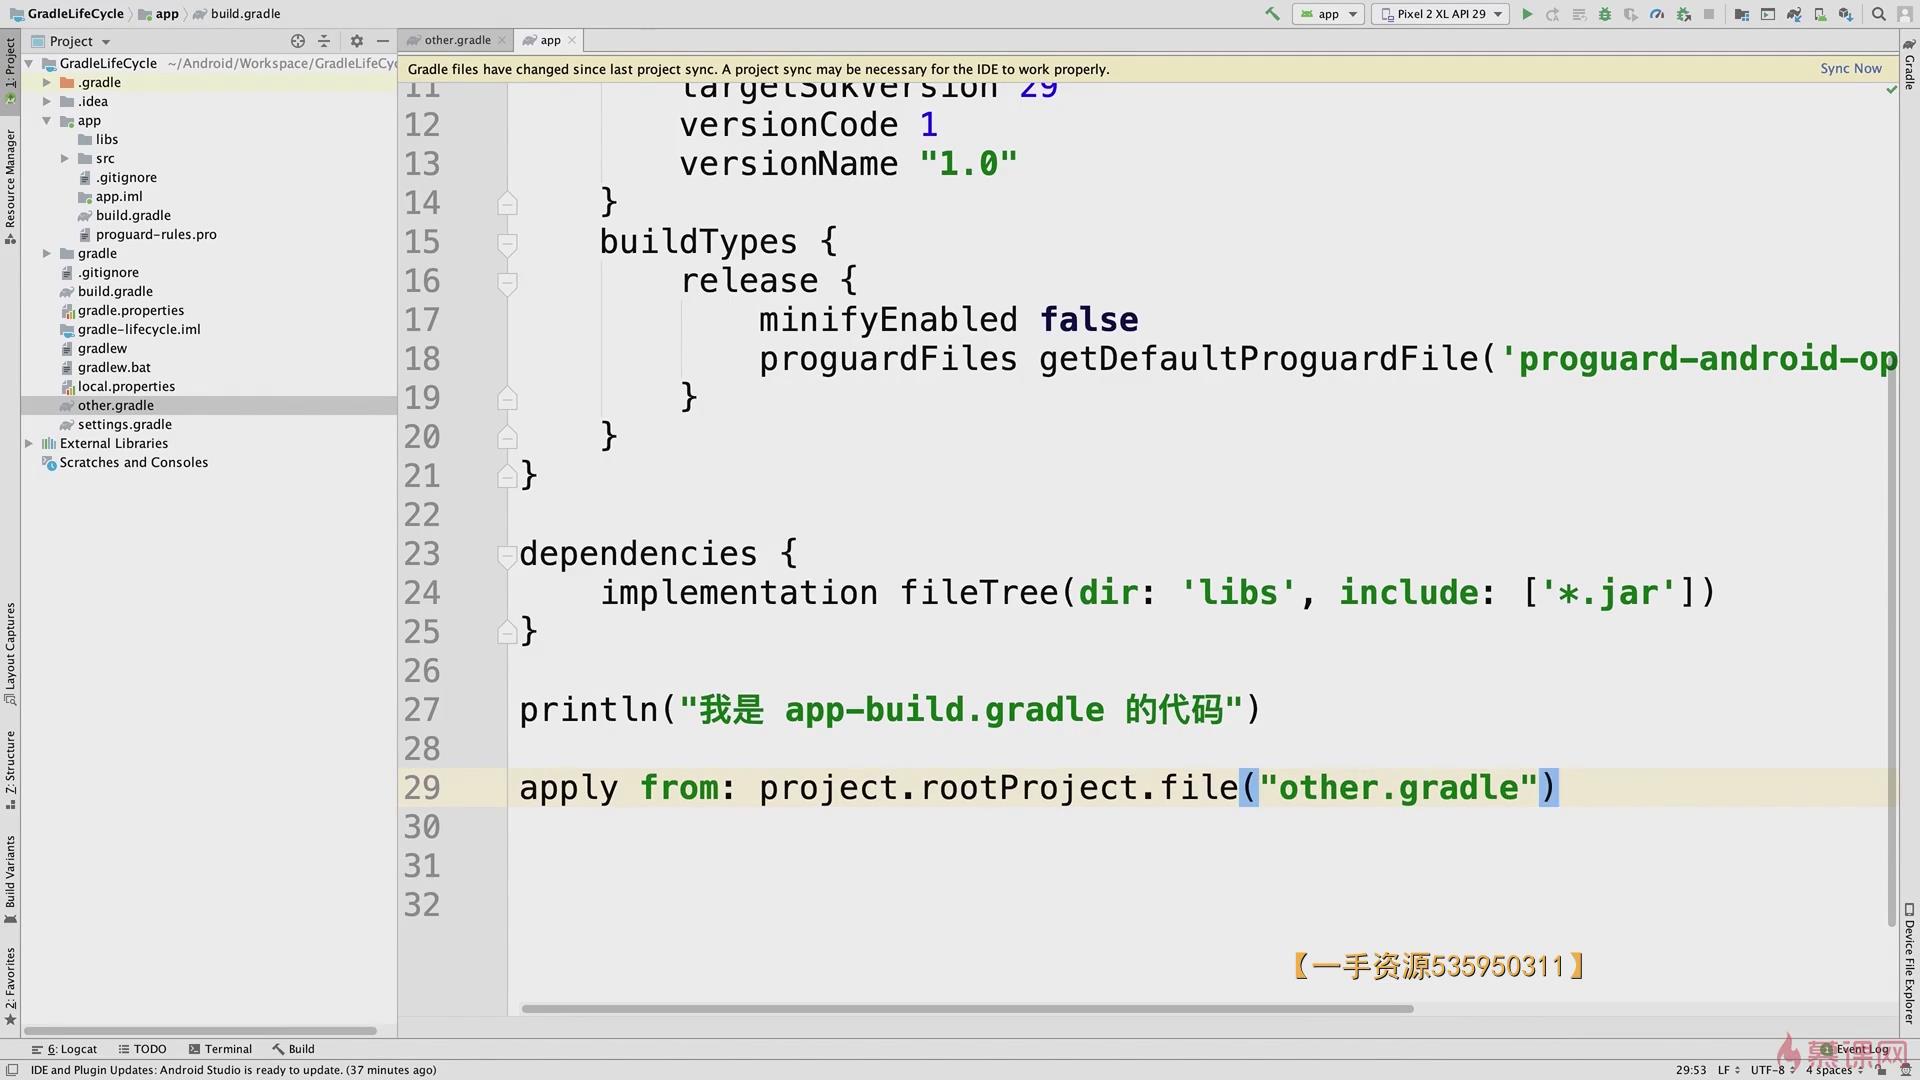 GradleLifeCycle app build.gradle
app Pixel 2 XL API 29
Project
other.gradle app
Gradle files have changed since last project sync. A project sync may be necessary for the IDE to work properly. Sync Now
GradleLifeCycle ~/Android/Workspace/GradleLifeCy
.gradle
.idea
app
libs
src
.gitignore
app.iml
build.gradle
proguard-rules.pro
gradle
.gitignore
build.gradle
gradle.properties
gradle-lifecycle.iml
gradlew
gradlew.bat
local.properties
other.gradle
settings.gradle
External Libraries
Scratches and Consoles
1: Project
Resource Manager
Layout Captures
Z: Structure
Build Variants
2: Favorites
11 targetSdkVersion 29
12 versionCode 1
13 versionName "1.0"
14 }
15 buildTypes {
16 release {
17 minifyEnabled false
18 proguardFiles getDefaultProguardFile('proguard-android-op
19 }
20 }
21 }
22
23 dependencies {
24 implementation fileTree(dir: 'libs', include: ['*.jar'])
25 }
26
27 println("我是 app-build.gradle 的代码")
28
29 apply from: project.rootProject.file("other.gradle")
30
31
32
【一手资源535950311】
Gradle
Device File Explorer
6: Logcat TODO Terminal Build
Event Log
慕课网
IDE and Plugin Updates: Android Studio is ready to update. (37 minutes ago)
29:53 LF UTF-8 4 spaces